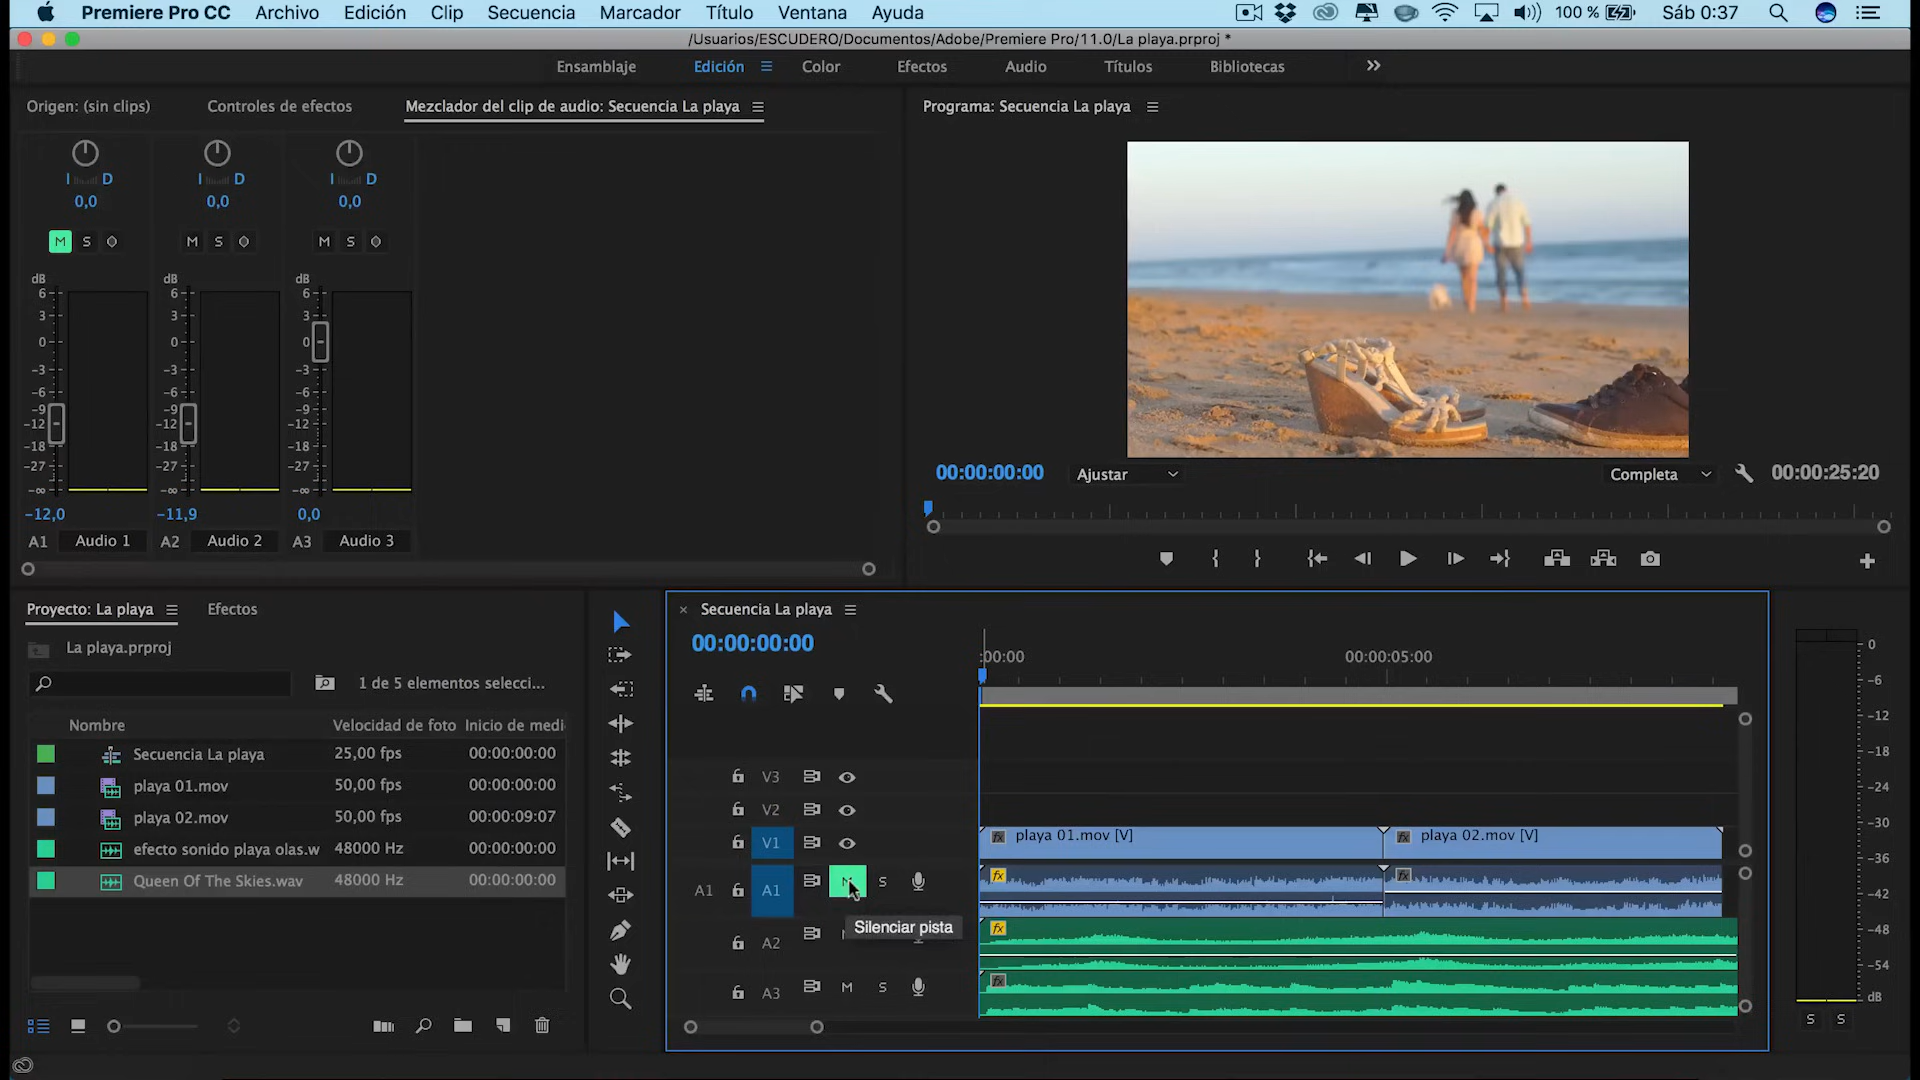 Premiere Pro CC Archivo Edición Clip Secuencia Marcador Título Ventana Ayuda 100 % Sáb 0:37
/Usuarios/ESCUDERO/Documentos/Adobe/Premiere Pro/11.0/La playa.prproj *
Ensamblaje Edición Color Efectos Audio Títulos Bibliotecas
Origen: (sin clips) Controles de efectos Mezclador del clip de audio: Secuencia La playa
I D I D I D
0,0 0,0 0,0
M S M S M S
dB dB dB
6 6 6
3 3 3
0 0 0
-3 -3 -3
-6 -6 -6
-9 -9 -9
-12 -12 -12
-18 -18 -18
-27 -27 -27
-∞ -∞ -∞
-12,0 -11,9 0,0
A1 Audio 1 A2 Audio 2 A3 Audio 3
Programa: Secuencia La playa
00:00:00:00 Ajustar Completa 00:00:25:20
Proyecto: La playa Efectos
La playa.prproj
1 de 5 elementos selecci...
Nombre Velocidad de foto Inicio de medi
Secuencia La playa 25,00 fps 00:00:00:00
playa 01.mov 50,00 fps 00:00:00:00
playa 02.mov 50,00 fps 00:00:09:07
efecto sonido playa olas.w 48000 Hz 00:00:00:00
Queen Of The Skies.wav 48000 Hz 00:00:00:00
Secuencia La playa
00:00:00:00
:00:00 00:00:05:00
V3
V2
V1 fx playa 01.mov [V] fx playa 02.mov [V]
A1 A1 M S fx fx
Silenciar pista
A2 fx
A3 M S fx
0
-6
-12
-18
-24
-30
-36
-42
-48
-54
dB
S S